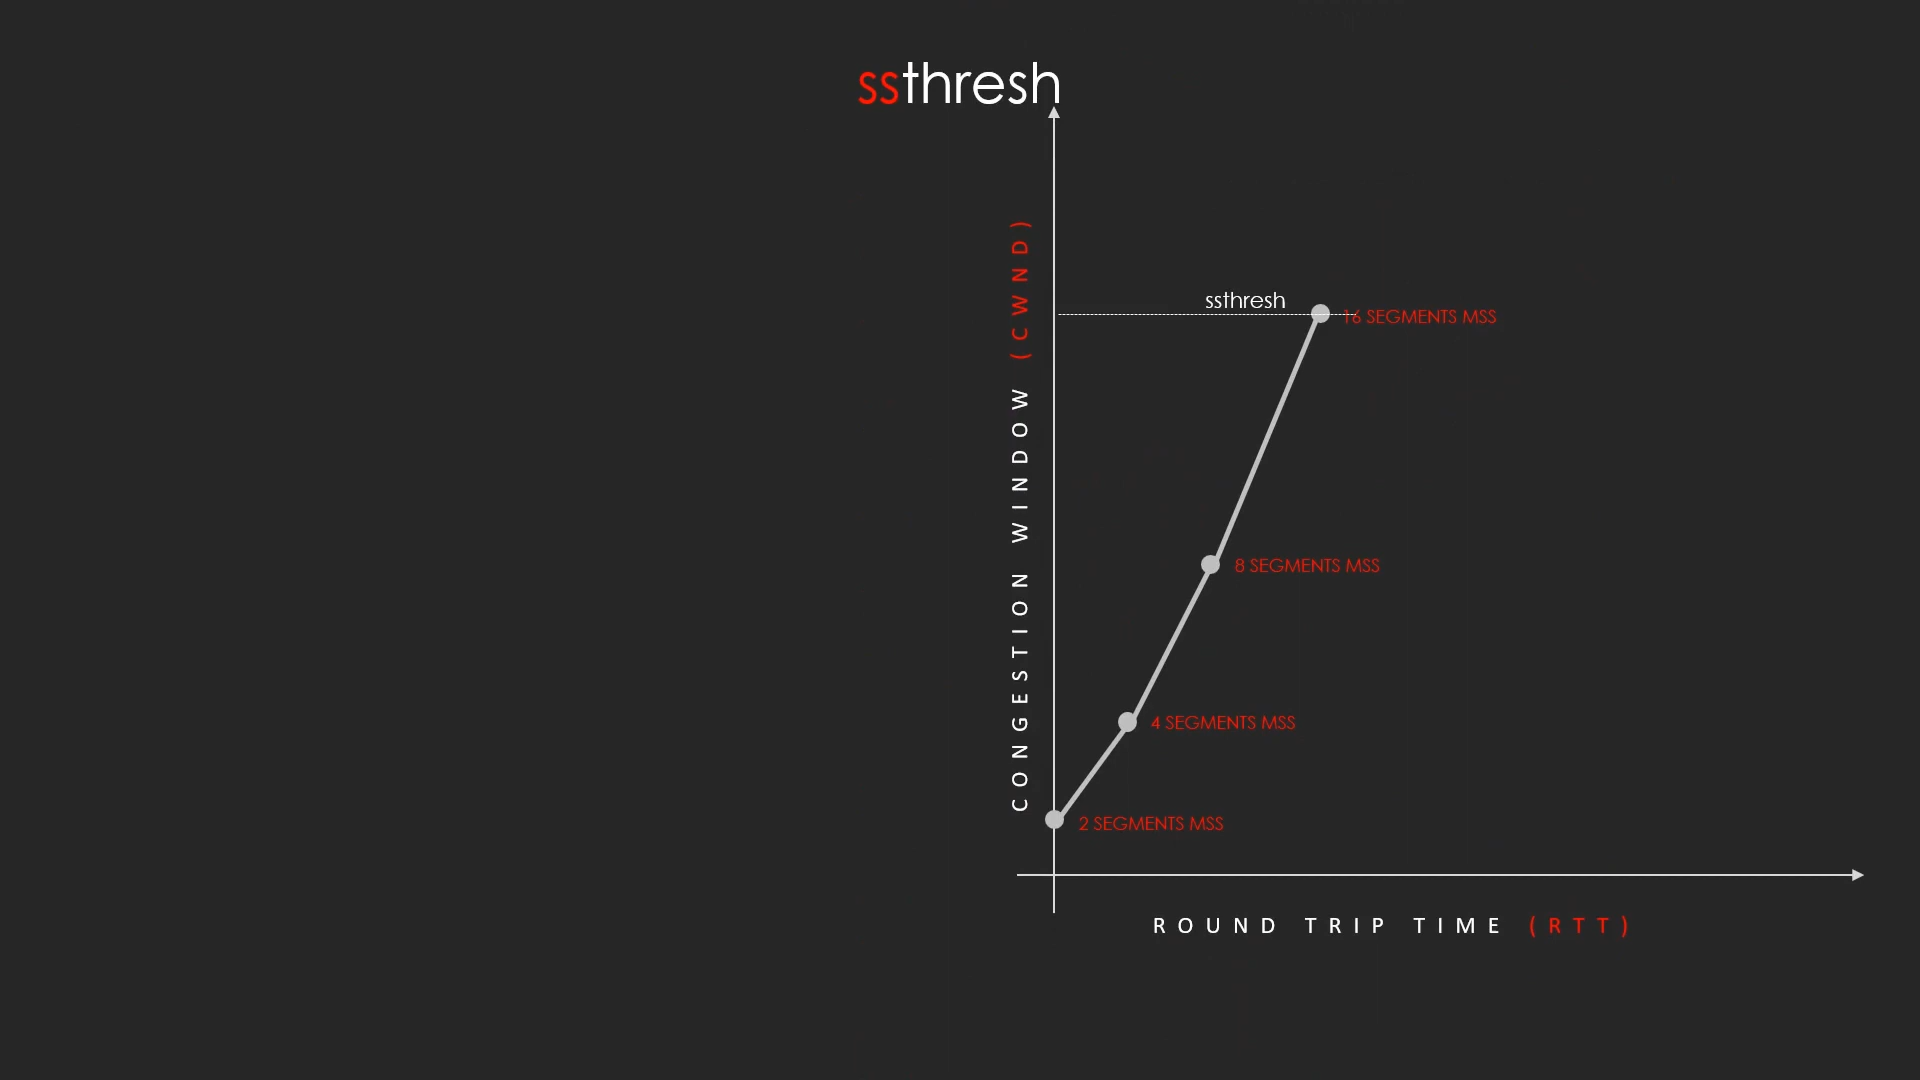 ssthresh
CONGESTION WINDOW (CWND)
ssthresh
16 SEGMENTS MSS
8 SEGMENTS MSS
4 SEGMENTS MSS
2 SEGMENTS MSS
ROUND TRIP TIME (RTT)